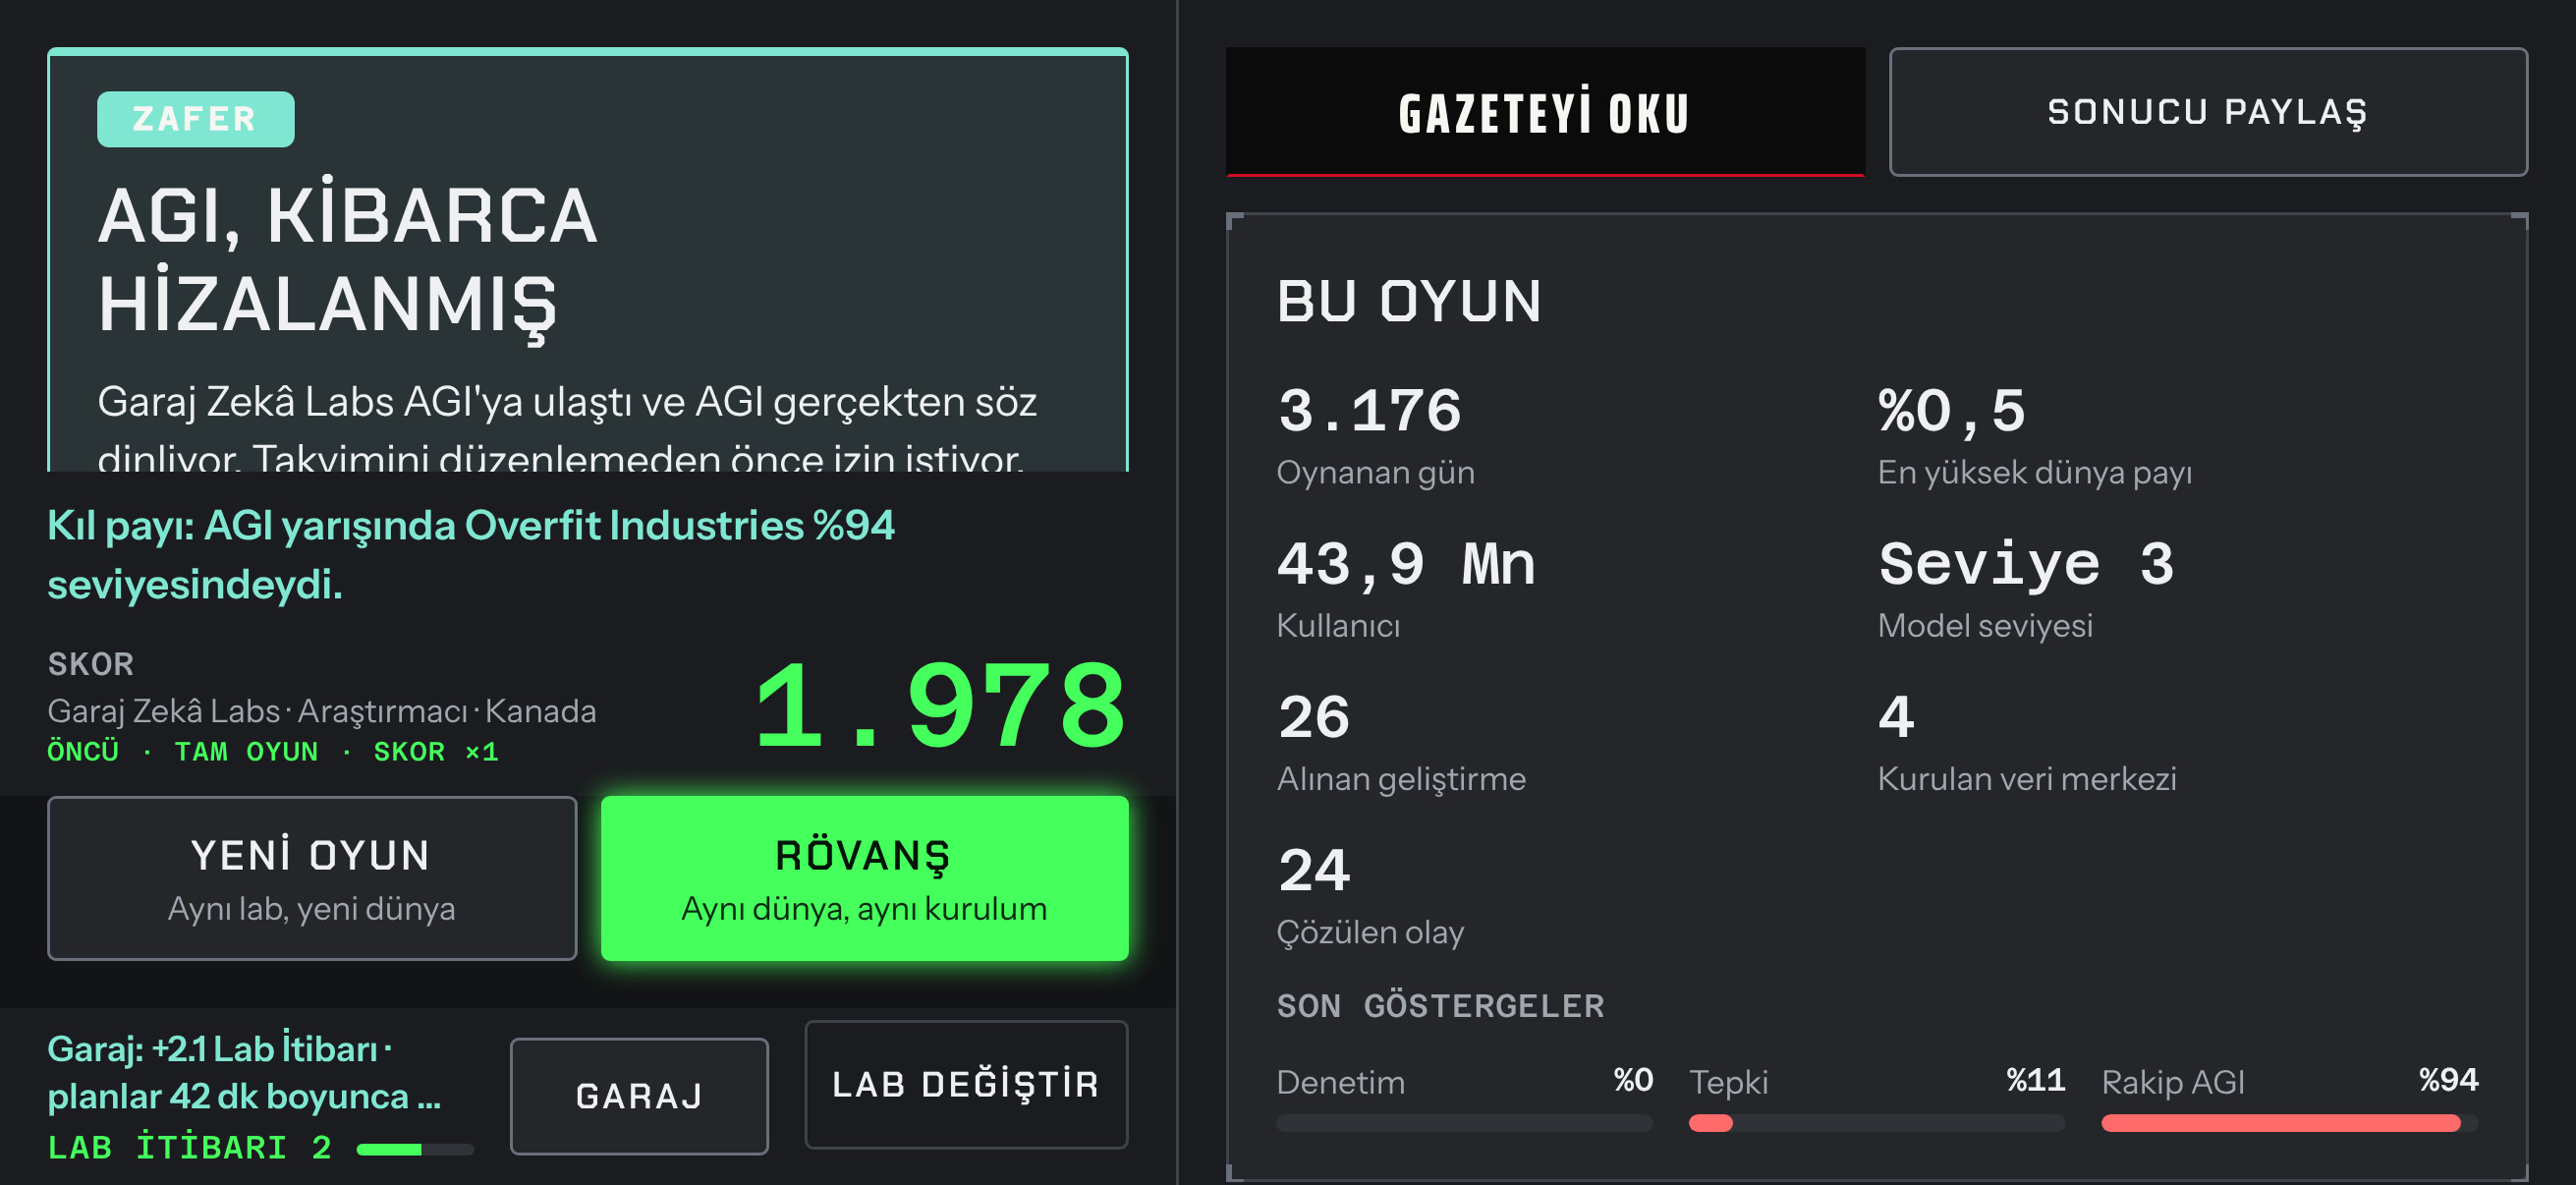 ZAFER
AGI, KİBARCA
HİZALANMIŞ
Garaj Zekâ Labs AGI'ya ulaştı ve AGI gerçekten söz
dinliyor. Takvimini düzenlemeden önce izin istiyor.
Kıl payı: AGI yarışında Overfit Industries %94
seviyesindeydi.
SKOR
Garaj Zekâ Labs · Araştırmacı · Kanada
ÖNCÜ · TAM OYUN · SKOR ×1
1.978
YENİ OYUN
Aynı lab, yeni dünya
RÖVANŞ
Aynı dünya, aynı kurulum
Garaj: +2.1 Lab İtibarı ·
planlar 42 dk boyunca ...
LAB İTİBARI 2
GARAJ
LAB DEĞİŞTİR
GAZETEYİ OKU
SONUCU PAYLAŞ
BU OYUN
3.176
Oynanan gün
%0,5
En yüksek dünya payı
43,9 Mn
Kullanıcı
Seviye 3
Model seviyesi
26
Alınan geliştirme
4
Kurulan veri merkezi
24
Çözülen olay
SON GÖSTERGELER
Denetim %0
Tepki %11
Rakip AGI %94